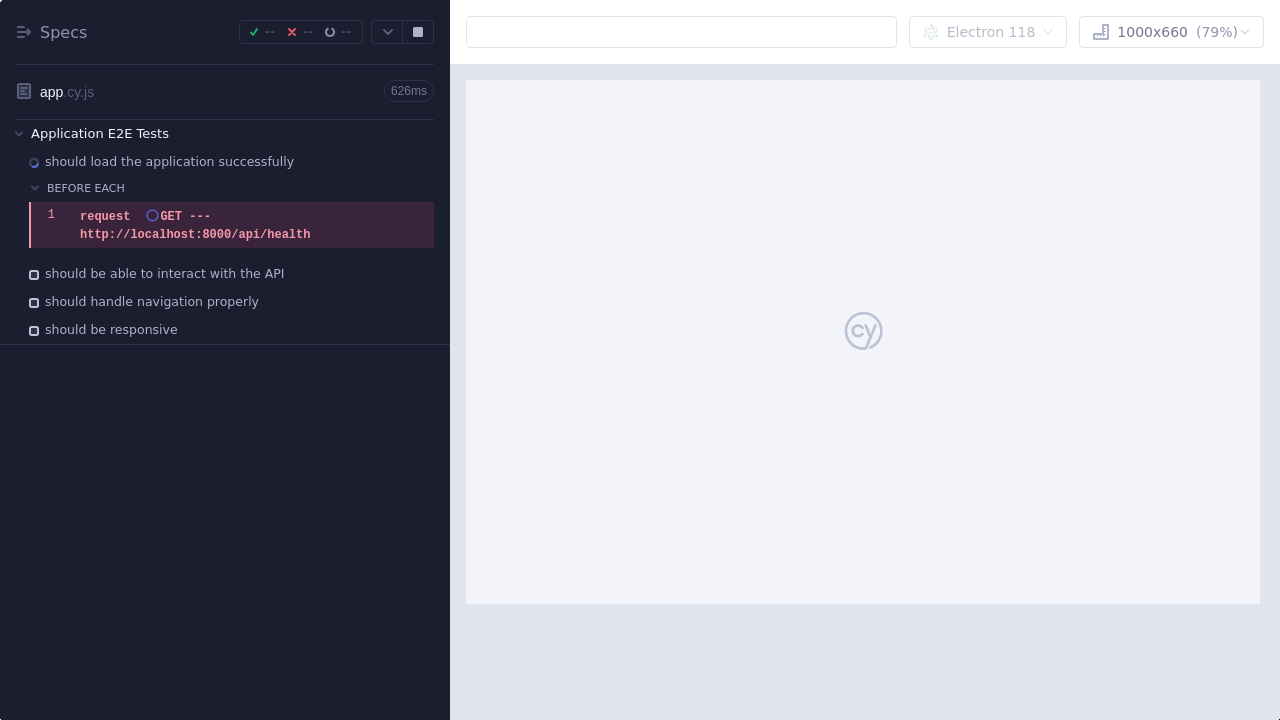 Specs
-- -- --
app.cy.js
626ms
Application E2E Tests
should load the application successfully
BEFORE EACH
1 request GET ---
http://localhost:8000/api/health
should be able to interact with the API
should handle navigation properly
should be responsive
Electron 118
1000x660 (79%)
cy